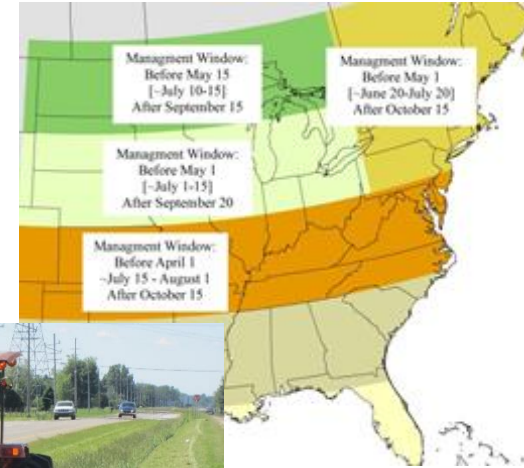 Managment Window:
Before May 15
[~July 10-15]
After September 15
Managment Window:
Before May 1
[~June 20-July 20]
After October 15
Managment Window:
Before May 1
[~July 1-15]
After September 20
Managment Window:
Before April 1
~July 15 - August 1
After October 15